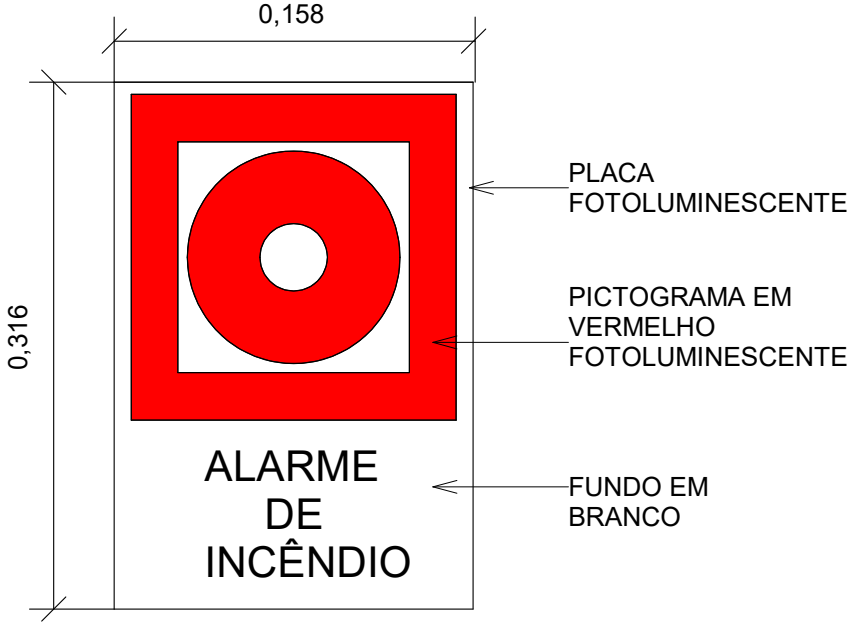 0,158
0,316
PLACA
FOTOLUMINESCENTE
PICTOGRAMA EM
VERMELHO
FOTOLUMINESCENTE
ALARME
DE
INCÊNDIO
FUNDO EM
BRANCO